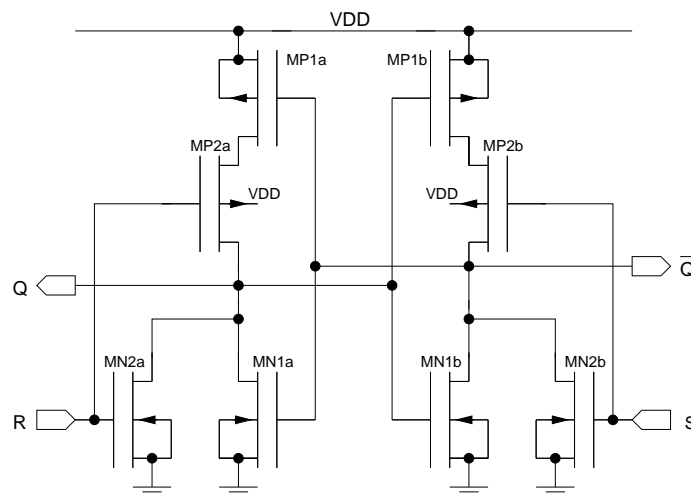 VDD
MP1a MP1b
MP2a MP2b
VDD VDD
Q Q̅
MN2a MN1a MN1b MN2b
R S